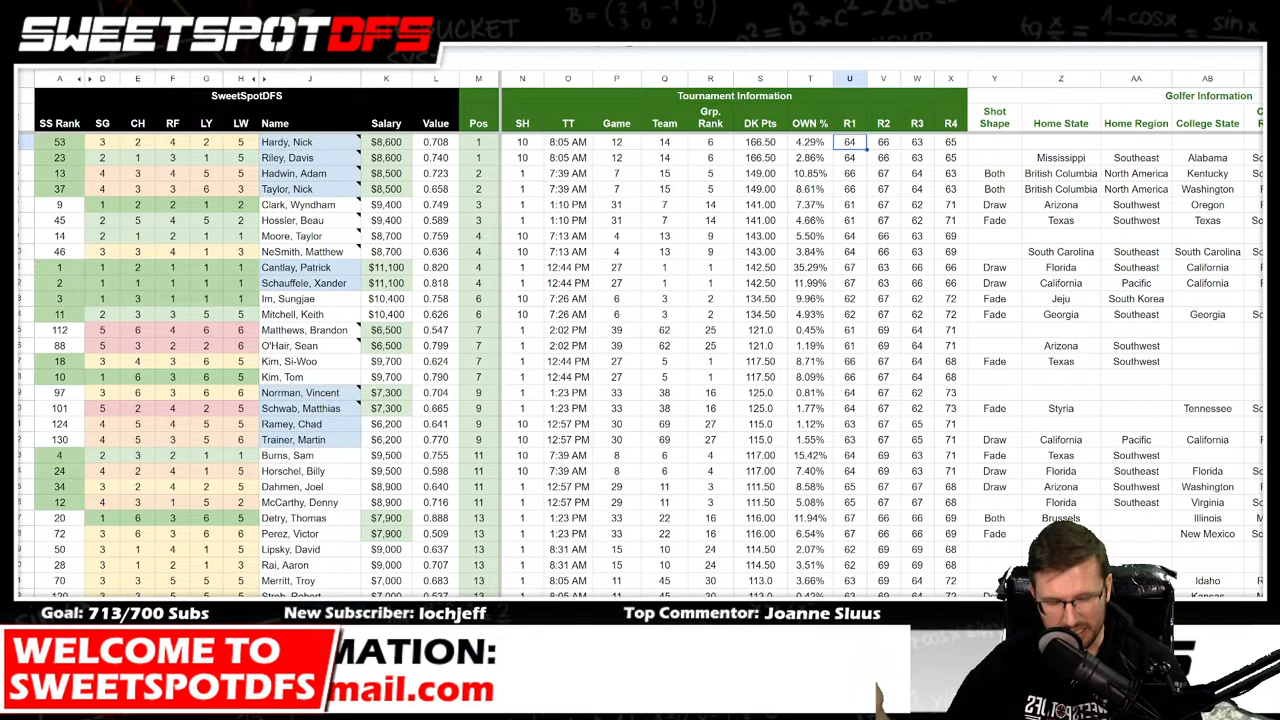 SWEETSPOTDFS
A D E F G H J K L M N O P Q R S T U V W X Y Z AA AB
SweetSpotDFS Tournament Information Golfer Information
SS Rank SG CH RF LY LW Name Salary Value Pos SH TT Game Team Grp. Rank DK Pts OWN % R1 R2 R3 R4 Shot Shape Home State Home Region College State
53 3 2 4 2 5 Hardy, Nick $8,600 0.708 1 10 8:05 AM 12 14 6 166.50 4.29% 64 66 63 65
23 2 1 3 1 5 Riley, Davis $8,600 0.740 1 10 8:05 AM 12 14 6 166.50 2.86% 64 66 63 65 Mississippi Southeast Alabama
13 4 3 5 4 5 Hadwin, Adam $8,500 0.723 2 1 7:39 AM 7 15 5 149.00 10.85% 66 67 64 63 Both British Columbia North America Kentucky
37 4 3 3 6 3 Taylor, Nick $8,500 0.658 2 1 7:39 AM 7 15 5 149.00 8.61% 66 67 64 63 Both British Columbia North America Washington
9 1 2 2 1 2 Clark, Wyndham $9,400 0.749 3 1 1:10 PM 31 7 14 141.00 7.37% 61 67 62 71 Draw Arizona Southwest Oregon
45 2 5 4 5 2 Hossler, Beau $9,400 0.589 3 1 1:10 PM 31 7 14 141.00 4.66% 61 67 62 71 Fade Texas Southwest Texas
14 2 1 2 1 4 Moore, Taylor $8,700 0.759 4 10 7:13 AM 4 13 9 143.00 5.50% 64 68 63 69
46 3 3 4 1 3 NeSmith, Matthew $8,700 0.636 4 10 7:13 AM 4 13 9 143.00 3.84% 64 68 63 69 South Carolina Southeast South Carolina
1 1 2 1 1 1 Cantlay, Patrick $11,100 0.820 4 1 12:44 PM 27 1 1 142.50 35.29% 67 63 66 66 Draw Florida Southeast California
2 1 1 1 1 1 Schauffele, Xander $11,100 0.818 4 1 12:44 PM 27 1 1 142.50 11.99% 67 63 66 66 Draw California Pacific California
3 1 1 1 1 1 Im, Sungjae $10,400 0.758 6 1 7:26 AM 6 3 2 134.50 9.96% 62 67 67 72 Fade Jeju South Korea
11 2 3 3 5 5 Mitchell, Keith $10,400 0.626 6 1 7:26 AM 6 3 2 134.50 4.93% 62 67 67 72 Fade Georgia Southeast Georgia
112 5 6 4 6 6 Matthews, Brandon $6,500 0.547 7 1 2:02 PM 39 62 25 121.0 0.45% 61 69 64 71
88 5 3 2 2 6 O'Hair, Sean $6,500 0.799 7 1 2:02 PM 39 62 25 121.0 1.19% 61 69 64 71 Arizona Southwest
18 3 4 3 6 5 Kim, Si-Woo $9,700 0.624 7 1 12:44 PM 27 5 1 117.50 8.71% 66 67 64 68 Fade Texas Southwest
10 1 6 3 6 5 Kim, Tom $9,700 0.790 7 1 12:44 PM 27 5 1 117.50 8.09% 66 67 64 68
97 3 6 3 6 6 Norrman, Vincent $7,300 0.704 9 1 1:23 PM 33 38 16 125.0 0.81% 64 67 62 73
101 5 2 4 2 5 Schwab, Matthias $7,300 0.665 9 1 1:23 PM 33 38 16 125.0 1.77% 64 67 62 73 Fade Styria Tennessee
124 4 5 4 5 5 Ramey, Chad $6,200 0.641 9 10 12:57 PM 30 69 27 115.0 1.12% 63 67 65 71
130 4 5 3 5 6 Trainer, Martin $6,200 0.770 9 10 12:57 PM 30 69 27 115.0 1.55% 63 67 65 71 Draw California Pacific California
4 2 3 2 1 1 Burns, Sam $9,500 0.755 11 10 7:39 AM 8 6 4 117.00 15.42% 66 67 65 68 Fade Texas Southwest
24 4 2 4 1 5 Horschel, Billy $9,500 0.598 11 10 7:39 AM 8 6 4 117.00 7.40% 66 67 65 68 Draw Florida Southeast Florida
34 2 5 3 5 6 Dahmen, Joel $8,900 0.640 11 10 12:57 PM 29 11 3 111.50 8.58% 65 68 65 68 Draw Arizona Southwest Washington
12 4 3 1 5 2 McCarthy, Denny $8,900 0.716 11 10 12:57 PM 29 11 3 111.50 5.08% 65 68 65 68 Florida Southeast Virginia
20 1 6 3 6 5 Detry, Thomas $7,900 0.888 13 1 1:23 PM 33 22 16 116.00 11.94% 67 66 66 69 Both Brussels Illinois
72 3 6 3 6 6 Perez, Victor $7,900 0.509 13 1 1:23 PM 33 22 16 116.00 6.54% 67 66 66 69 Fade New Mexico
50 4 3 4 3 1 Lipsky, David $9,000 0.637 13 1 8:31 AM 15 10 24 114.50 2.07% 62 69 69 68
28 3 1 2 1 3 Rai, Aaron $9,000 0.707 13 1 8:31 AM 15 10 24 114.50 3.51% 62 69 69 68
70 3 3 5 5 5 Merritt, Troy $7,000 0.683 13 1 8:05 AM 11 45 30 113.0 3.66% 63 69 64 72 Idaho
Goal: 713/700 Subs New Subscriber: lochjeff Top Commentor: Joanne Sluus
WELCOME TO
SWEETSPOTDFS
MATION:
mail.com